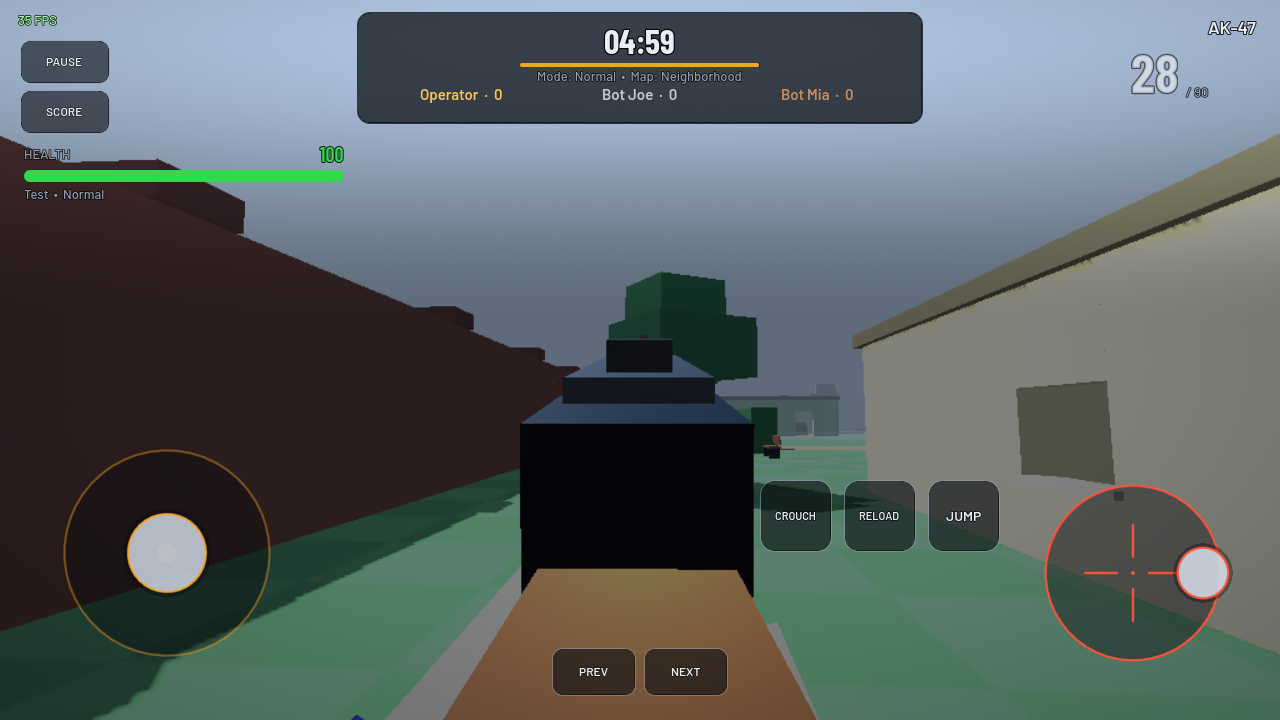 35 FPS
PAUSE
SCORE
HEALTH
100
Test • Normal
04:59
Mode: Normal • Map: Neighborhood
Operator · 0
Bot Joe · 0
Bot Mia · 0
AK-47
28
/ 90
CROUCH
RELOAD
JUMP
PREV
NEXT